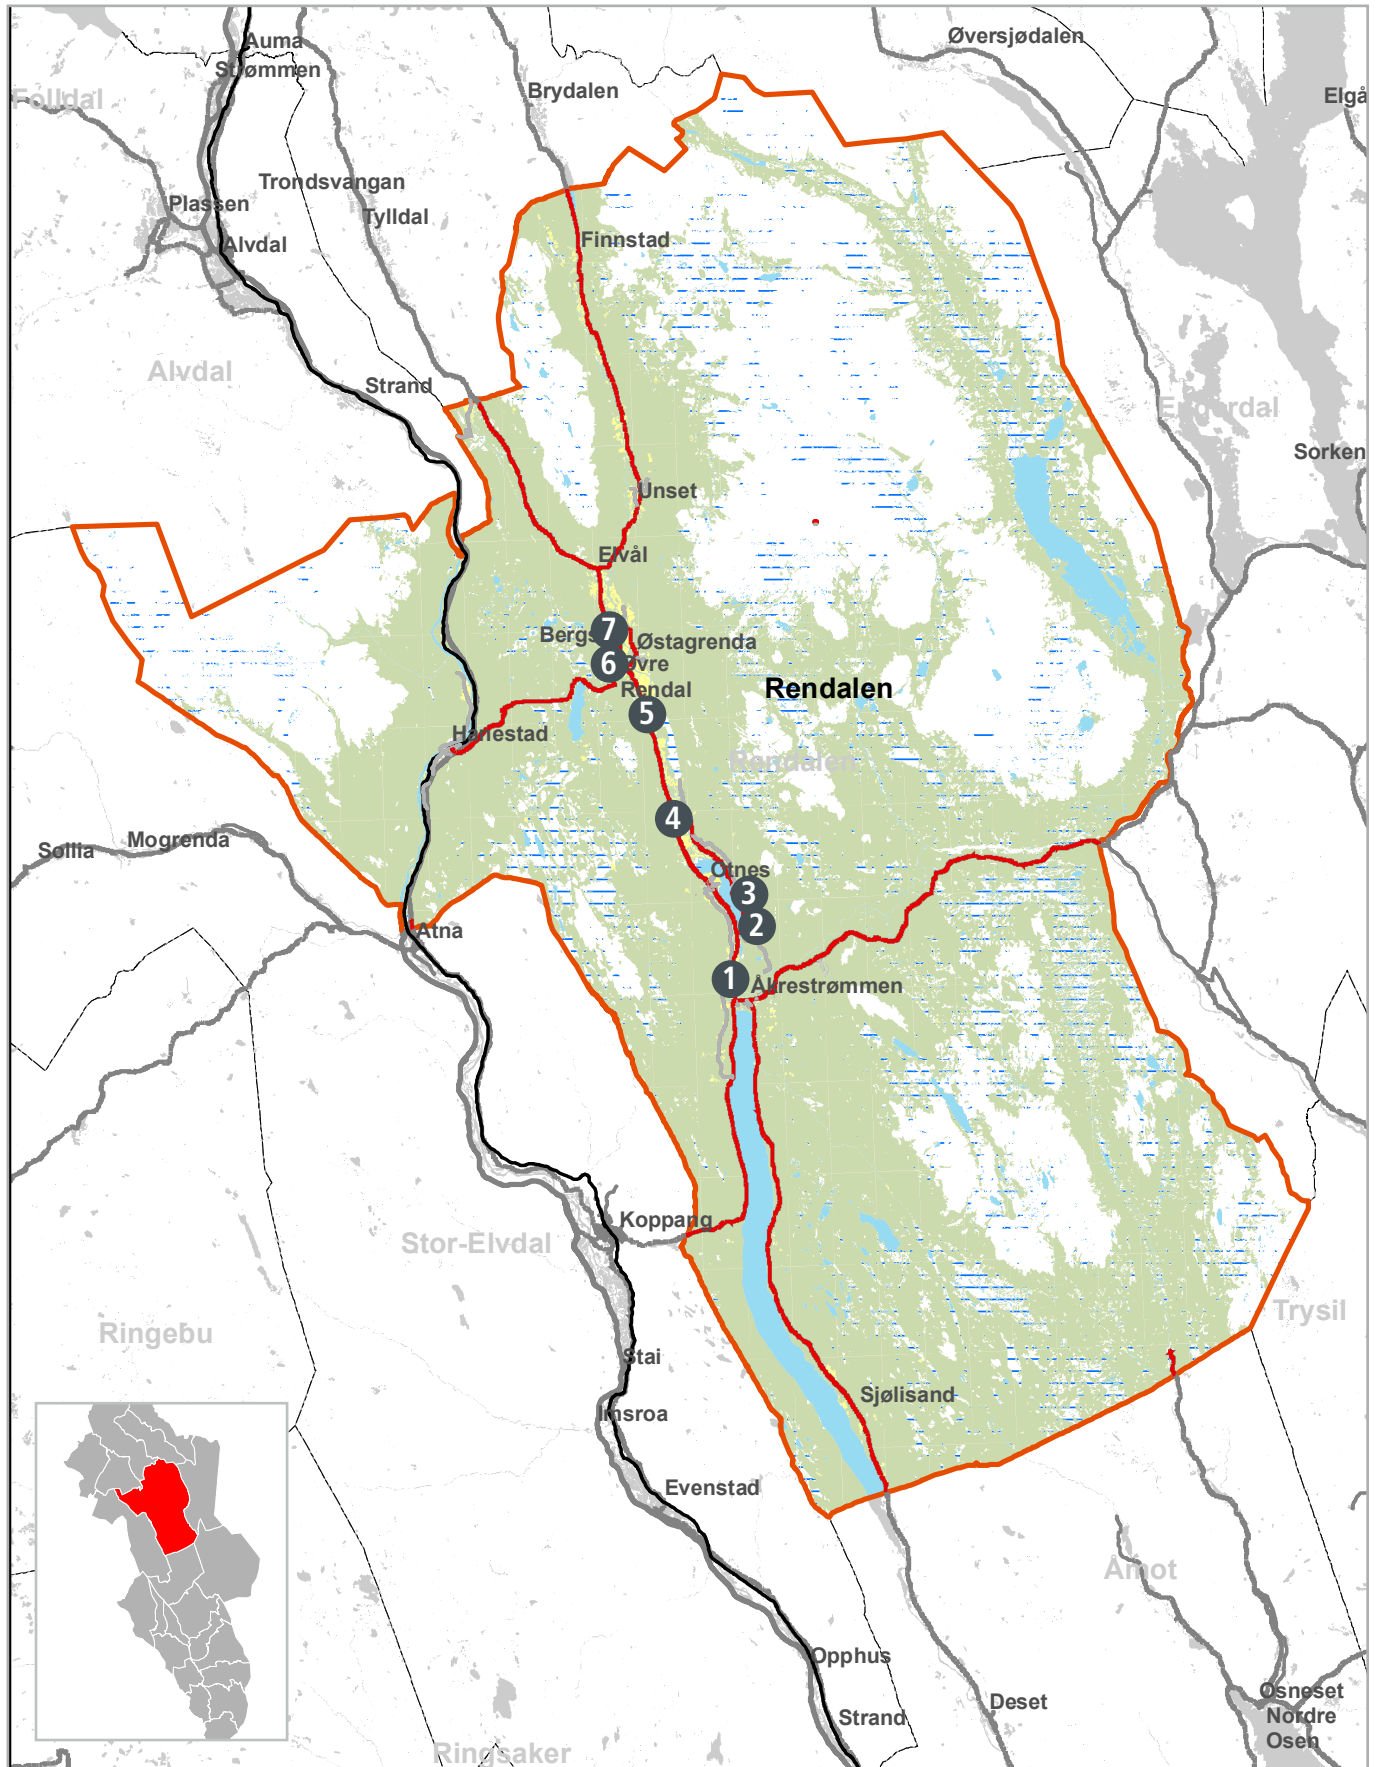 Tynset
Auma
Øversjødalen
Strømmen
Brydalen
Elgå
Folldal
Trondsvangan
Plassen
Tylldal
Alvdal
Finnstad
Alvdal
Strand
Engerdal
Sorken
Unset
Elvål
7
Østagrenda
6
Øvre
Rendal
Rendalen
5
Hanestad
Rendalen
4
Mogrenda
Sollia
Otnes
3
2
Atna
1
Åkrestrømmen
Koppang
Stor-Elvdal
Trysil
Ringebu
Stai
Sjølisand
Imsroa
Evenstad
Åmot
Opphus
Osneset
Deset
Nordre
Strand
Osen
Ringsaker